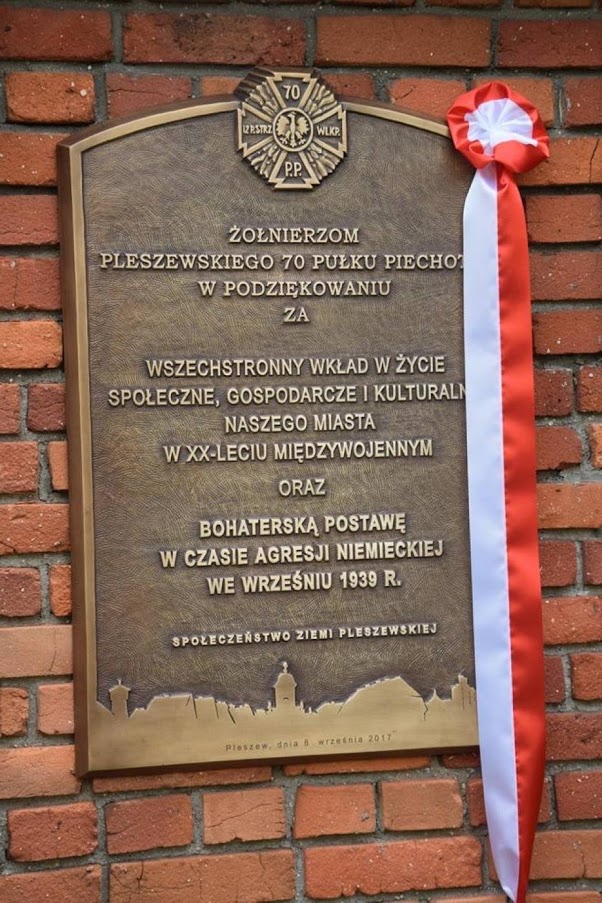 70
12 P. STRZ. WLKP.
P.P.
ŻOŁNIERZOM
PLESZEWSKIEGO 70 PUŁKU PIECHOT
W PODZIĘKOWANIU
ZA
WSZECHSTRONNY WKŁAD W ŻYCIE
SPOŁECZNE, GOSPODARCZE I KULTURALN
NASZEGO MIASTA
W XX-LECIU MIĘDZYWOJENNYM
ORAZ
BOHATERSKĄ POSTAWĘ
W CZASIE AGRESJI NIEMIECKIEJ
WE WRZEŚNIU 1939 R.
SPOŁECZEŃSTWO ZIEMI PLESZEWSKIEJ
Pleszew, dnia 8 września 2017